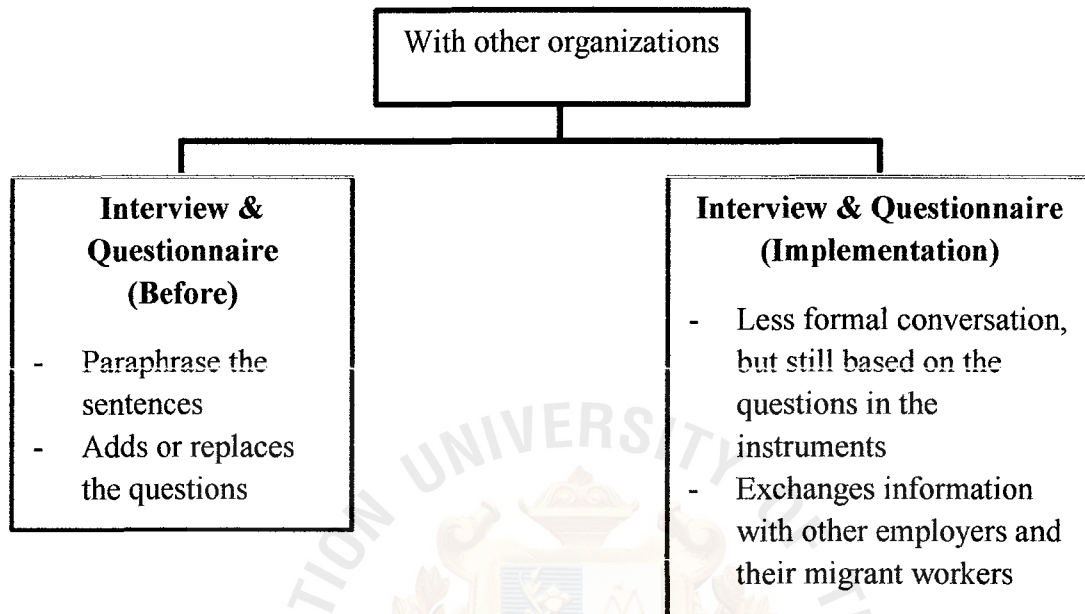 With other organizations
Interview &
Questionnaire
(Before)
- Paraphrase the
sentences
- Adds or replaces
the questions
Interview & Questionnaire
(Implementation)
- Less formal conversation,
but still based on the
questions in the
instruments
- Exchanges information
with other employers and
their migrant workers
UNIVERSITY OF